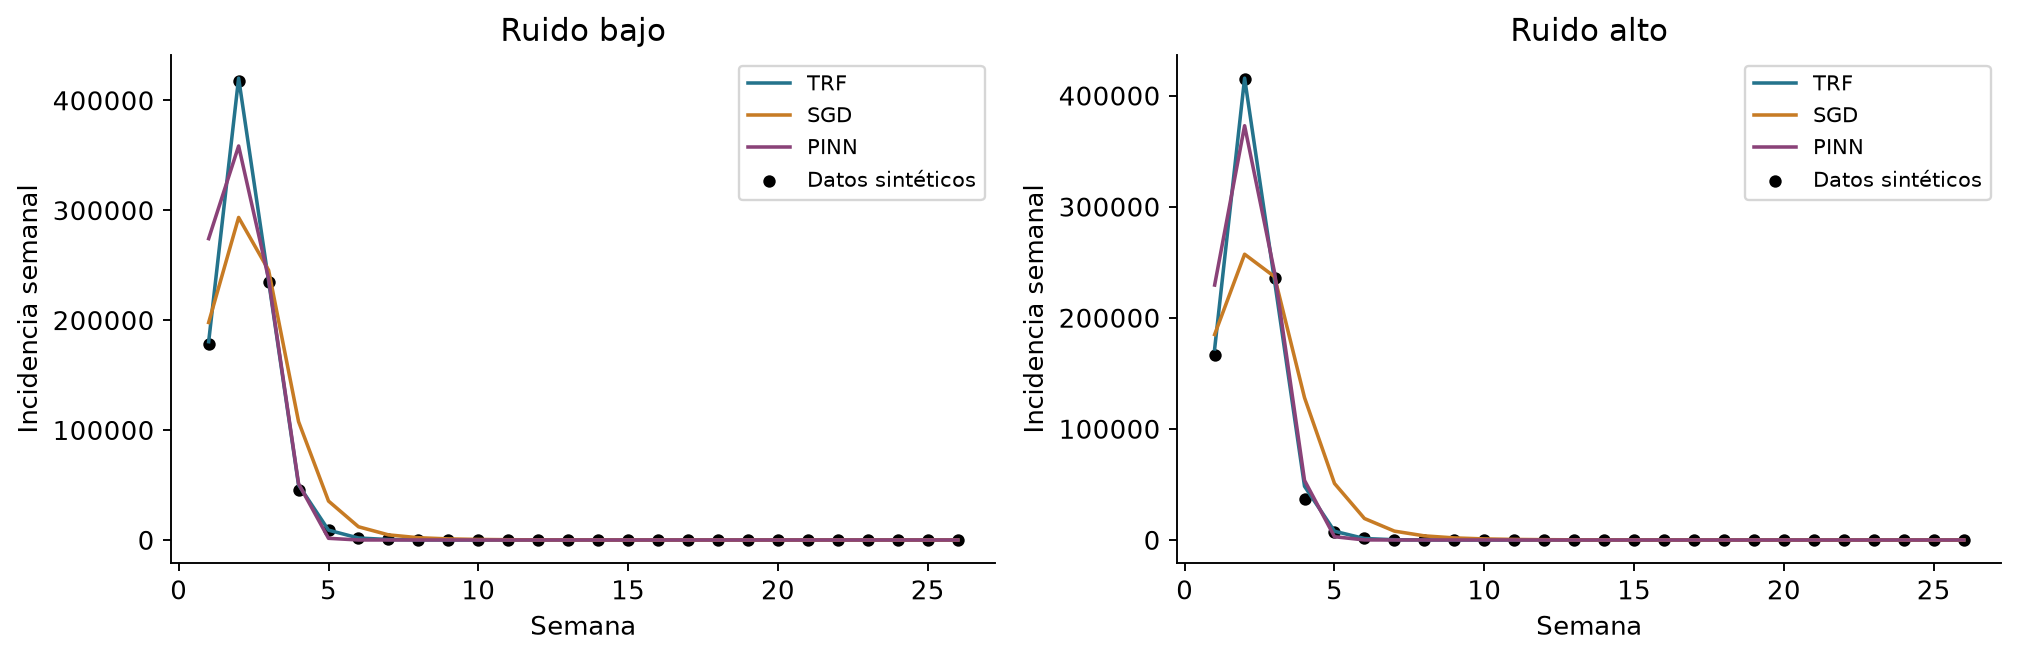 Ruido bajo
Incidencia semanal
400000
300000
200000
100000
0
TRF
SGD
PINN
Datos sintéticos
0 5 10 15 20 25
Semana
Ruido alto
Incidencia semanal
400000
300000
200000
100000
0
TRF
SGD
PINN
Datos sintéticos
0 5 10 15 20 25
Semana